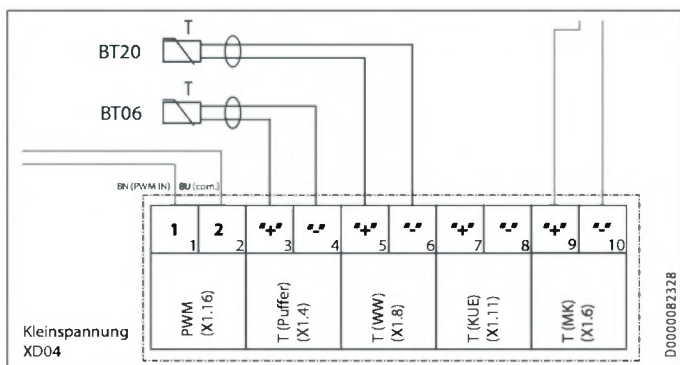 T
BT20
T
BT06
BN (PWM IN) BU (com.)
1 2 "+" "-" "+" "-" "+" "-" "+" "-"
1 2 3 4 5 6 7 8 9 10
PWM
(X1.16)
T (Puffer)
(X1.4)
T (WW)
(X1.8)
T (KUE)
(X1.11)
T (MK)
(X1.6)
Kleinspannung
XD04
D0000082328